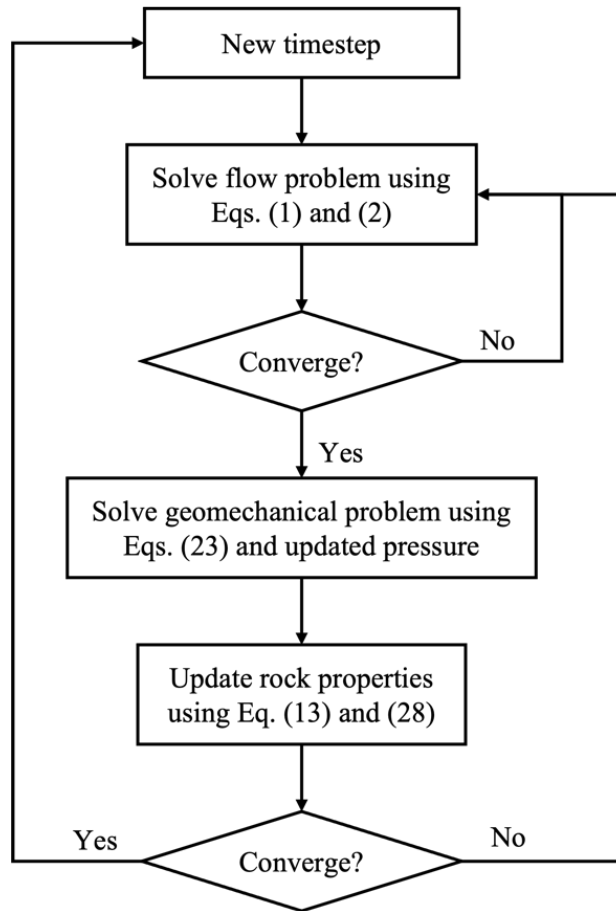 New timestep
Solve flow problem using
Eqs. (1) and (2)
Converge?
No
Yes
Solve geomechanical problem using
Eqs. (23) and updated pressure
Update rock properties
using Eq. (13) and (28)
Yes
Converge?
No